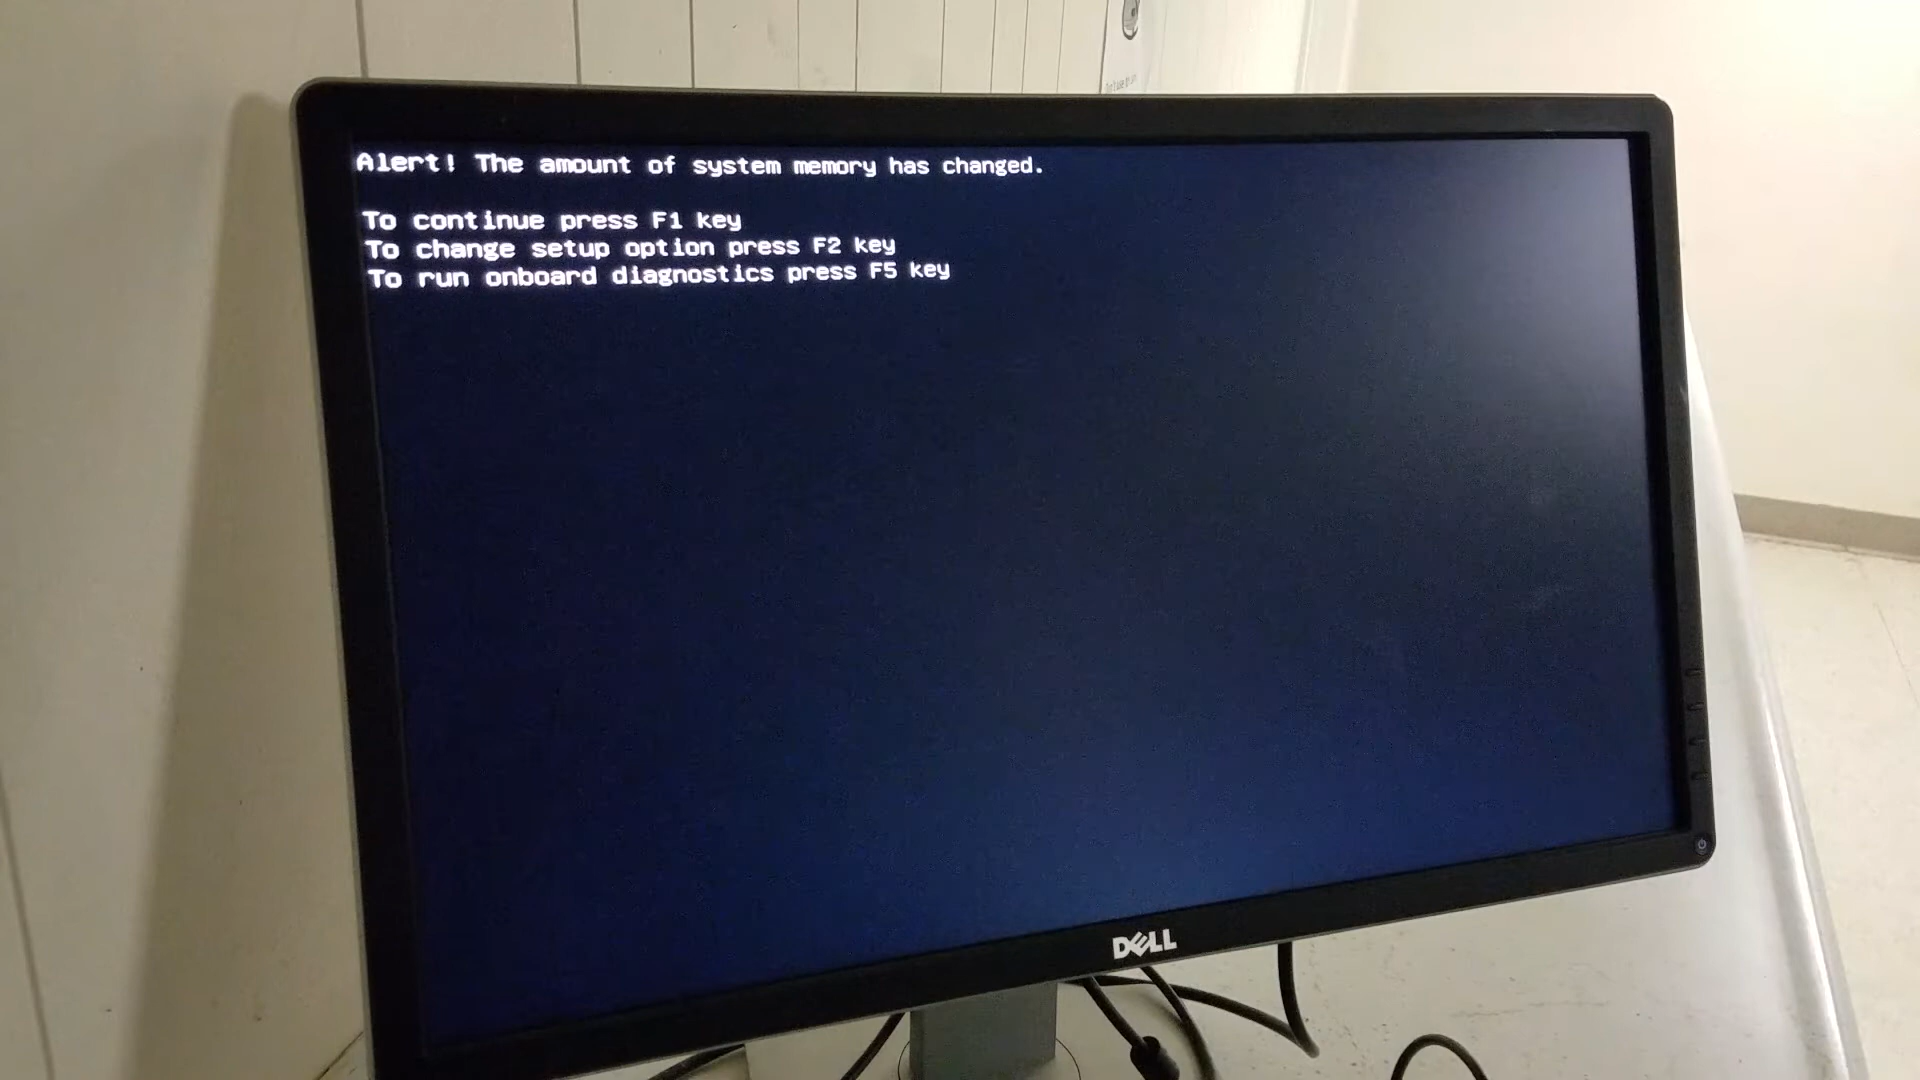 Alert! The amount of system memory has changed.
To continue press F1 key
To change setup option press F2 key
To run onboard diagnostics press F5 key
DELL